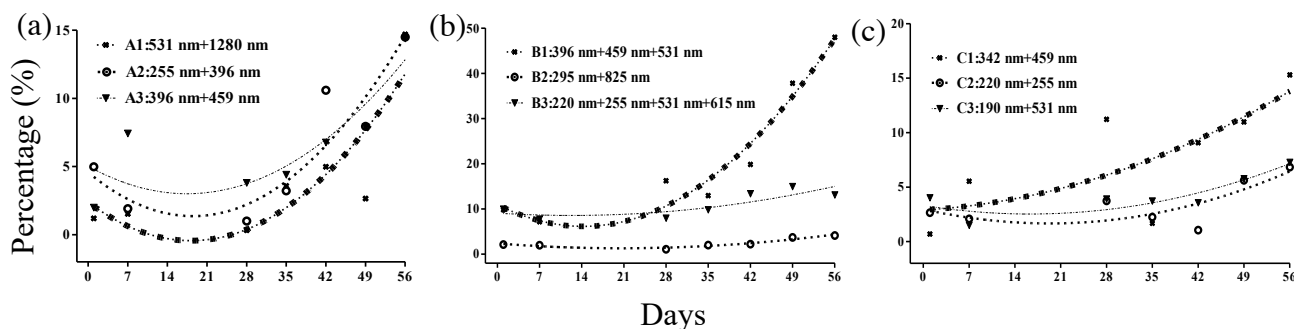 (a)
15
10
5
0
A1:531 nm+1280 nm
A2:255 nm+396 nm
A3:396 nm+459 nm
0 7 14 21 28 35 42 49 56
(b)
50
40
30
20
10
0
B1:396 nm+459 nm+531 nm
B2:295 nm+825 nm
B3:220 nm+255 nm+531 nm+615 nm
0 7 14 21 28 35 42 49 56
(c)
20
15
10
5
0
C1:342 nm+459 nm
C2:220 nm+255 nm
C3:190 nm+531 nm
0 7 14 21 28 35 42 49 56
Percentage (%)
Days